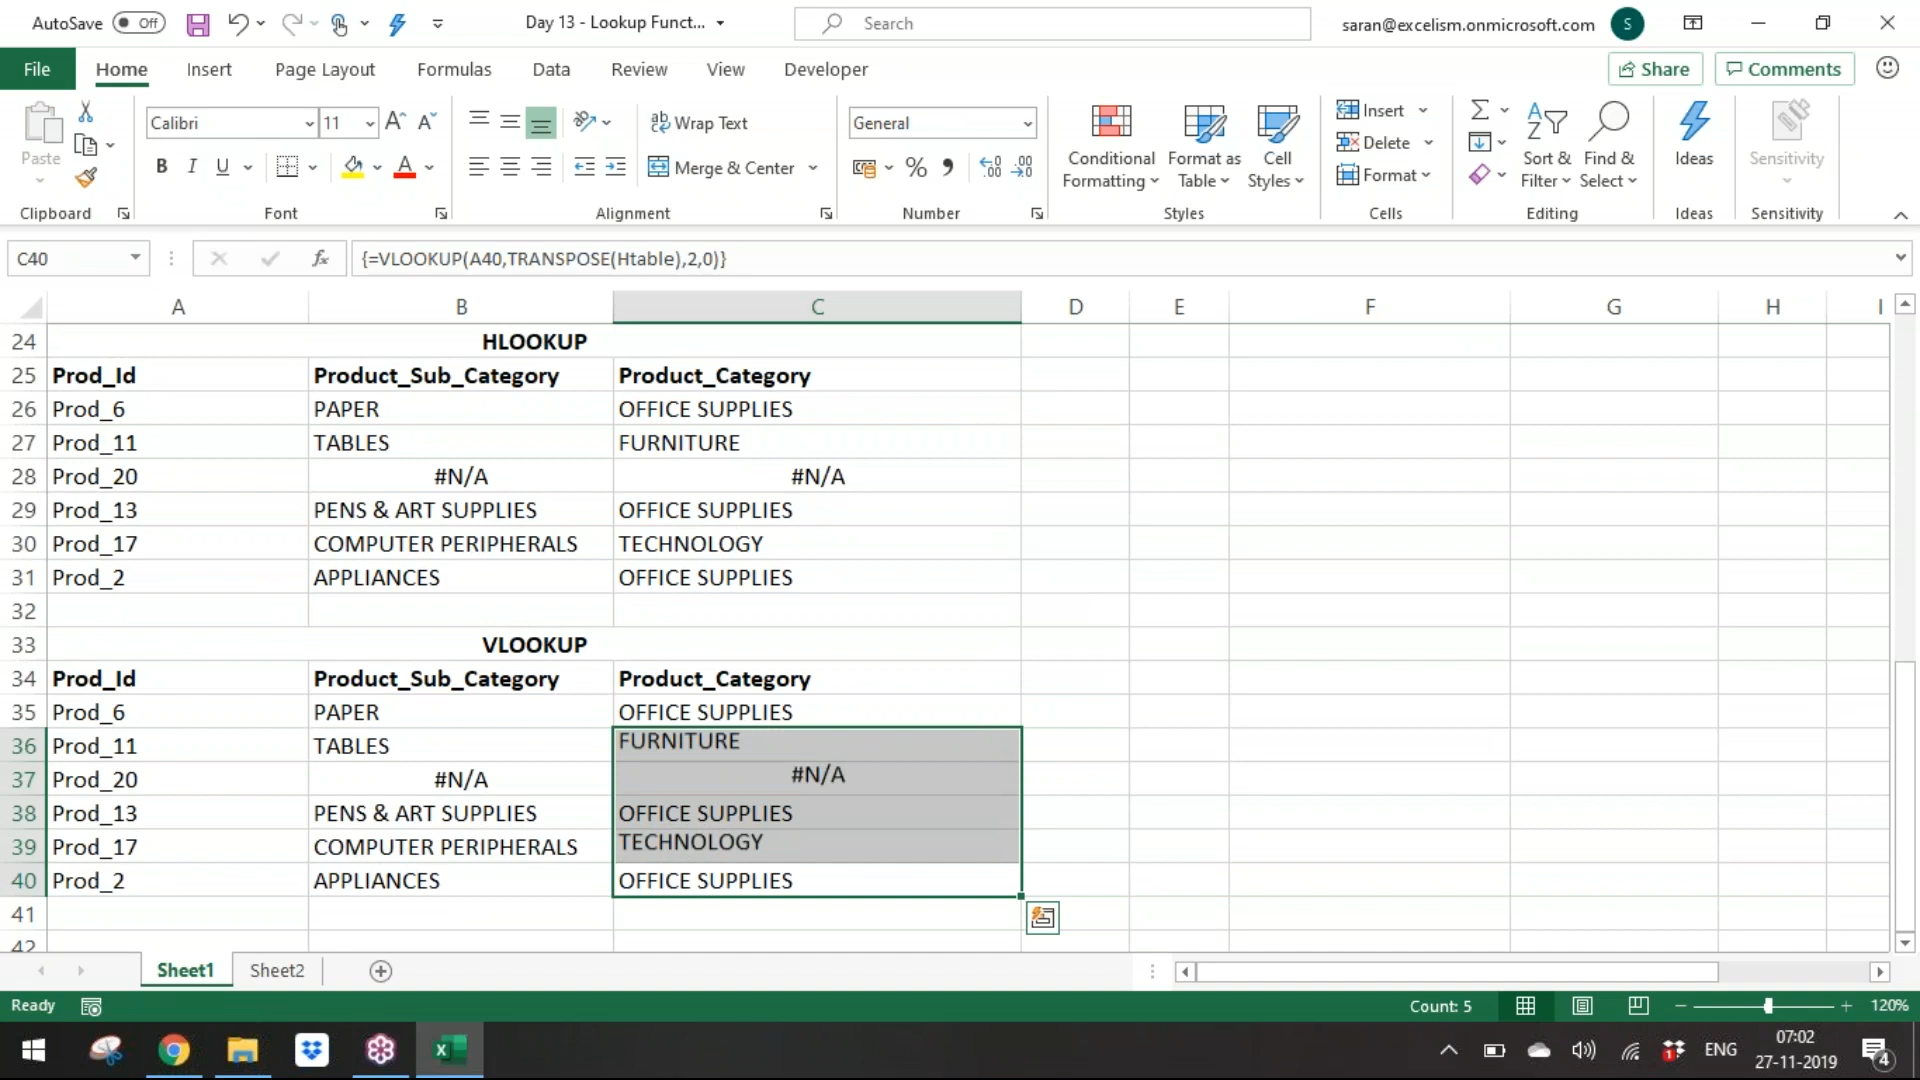 AutoSave Off Day 13 - Lookup Funct... Search saran@excelism.onmicrosoft.com S
File Home Insert Page Layout Formulas Data Review View Developer Share Comments
Paste Calibri 11 Wrap Text General Conditional Formatting Format as Table Cell Styles Insert Sort & Filter Find & Select Ideas Sensitivity
B I U A Merge & Center % Delete
Format
Clipboard Font Alignment Number Styles Cells Editing Ideas Sensitivity
C40 fx {=VLOOKUP(A40,TRANSPOSE(Htable),2,0)}
A B C D E F G H I
24 HLOOKUP
25 Prod_Id Product_Sub_Category Product_Category
26 Prod_6 PAPER OFFICE SUPPLIES
27 Prod_11 TABLES FURNITURE
28 Prod_20 #N/A #N/A
29 Prod_13 PENS & ART SUPPLIES OFFICE SUPPLIES
30 Prod_17 COMPUTER PERIPHERALS TECHNOLOGY
31 Prod_2 APPLIANCES OFFICE SUPPLIES
32
33 VLOOKUP
34 Prod_Id Product_Sub_Category Product_Category
35 Prod_6 PAPER OFFICE SUPPLIES
36 Prod_11 TABLES FURNITURE
37 Prod_20 #N/A #N/A
38 Prod_13 PENS & ART SUPPLIES OFFICE SUPPLIES
39 Prod_17 COMPUTER PERIPHERALS TECHNOLOGY
40 Prod_2 APPLIANCES OFFICE SUPPLIES
41
42
Sheet1 Sheet2
Ready Count: 5 120%
ENG 07:02
27-11-2019 4